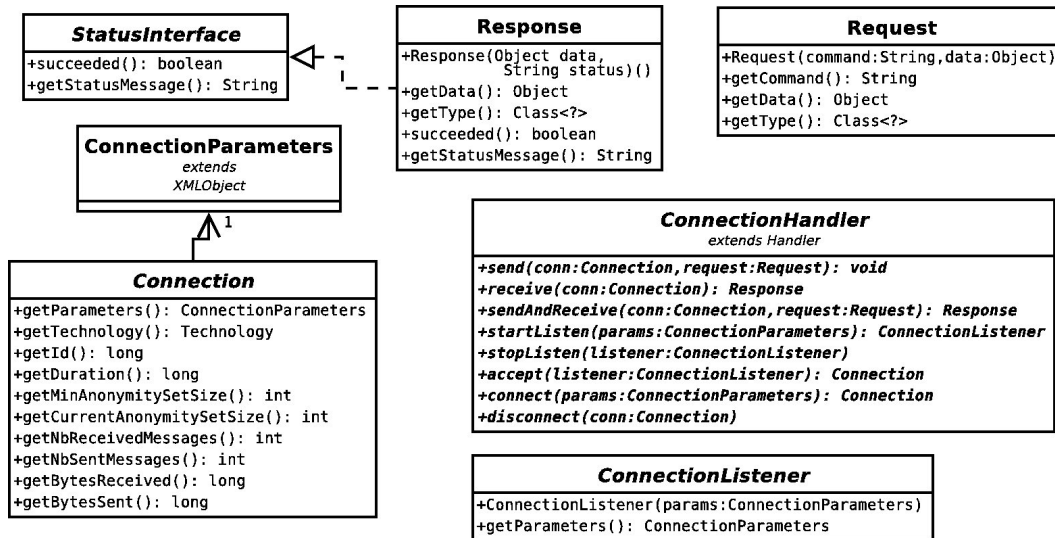 StatusInterface
+succeeded(): boolean
+getStatusMessage(): String
Response
+Response(Object data,
String status)()
+getData(): Object
+getType(): Class<?>
+succeeded(): boolean
+getStatusMessage(): String
Request
+Request(command:String,data:Object)
+getCommand(): String
+getData(): Object
+getType(): Class<?>
ConnectionParameters
extends
XMLObject
1
Connection
+getParameters(): ConnectionParameters
+getTechnology(): Technology
+getId(): long
+getDuration(): long
+getMinAnonymitySetSize(): int
+getCurrentAnonymitySetSize(): int
+getNbReceivedMessages(): int
+getNbSentMessages(): int
+getBytesReceived(): long
+getBytesSent(): long
ConnectionHandler
extends Handler
+send(conn:Connection,request:Request): void
+receive(conn:Connection): Response
+sendAndReceive(conn:Connection,request:Request): Response
+startListen(params:ConnectionParameters): ConnectionListener
+stopListen(listener:ConnectionListener)
+accept(listener:ConnectionListener): Connection
+connect(params:ConnectionParameters): Connection
+disconnect(conn:Connection)
ConnectionListener
+ConnectionListener(params:ConnectionParameters)
+getParameters(): ConnectionParameters